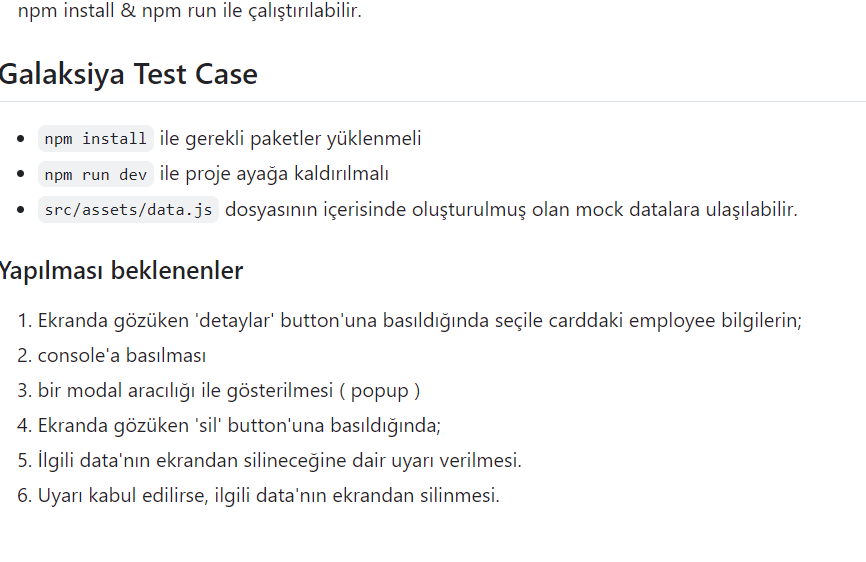 npm install & npm run ile çalıştırılabilir.
Galaksiya Test Case
npm install ile gerekli paketler yüklenmeli
npm run dev ile proje ayağa kaldırılmalı
src/assets/data.js dosyasının içerisinde oluşturulmuş olan mock datalara ulaşılabilir.
Yapılması beklenenler
1. Ekranda gözüken 'detaylar' button'una basıldığında seçile carddaki employee bilgilerin;
2. console'a basılması
3. bir modal aracılığı ile gösterilmesi ( popup )
4. Ekranda gözüken 'sil' button'una basıldığında;
5. İlgili data'nın ekrandan silineceğine dair uyarı verilmesi.
6. Uyarı kabul edilirse, ilgili data'nın ekrandan silinmesi.